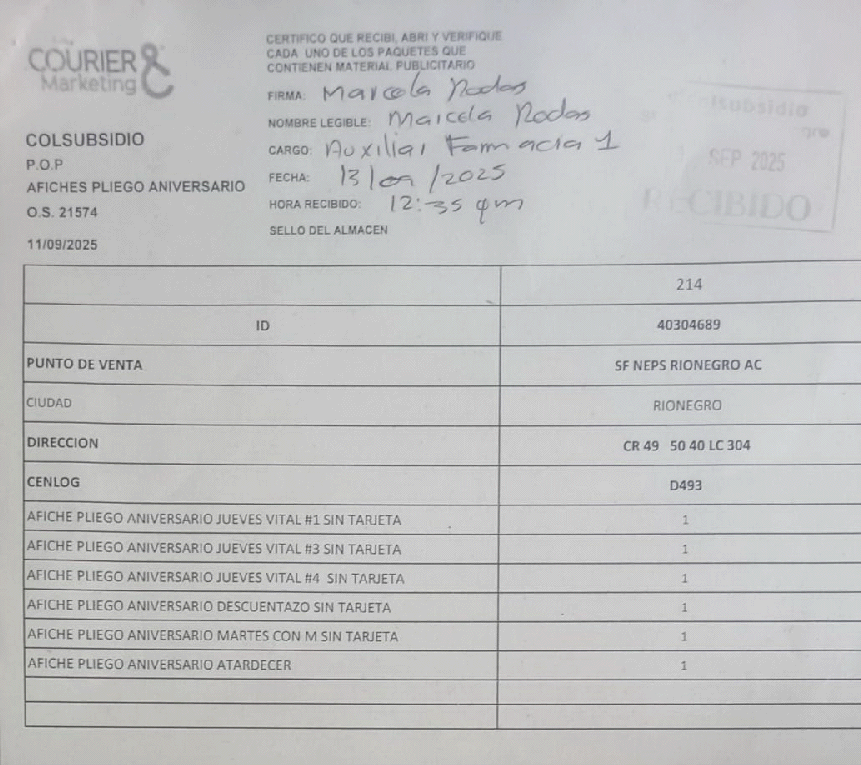 COURIER &
Marketing
CERTIFICO QUE RECIBI, ABRI Y VERIFIQUE
CADA UNO DE LOS PAQUETES QUE
CONTIENEN MATERIAL PUBLICITARIO
FIRMA: Marcela Rodas
NOMBRE LEGIBLE: Marcela Rodas
CARGO: Auxiliar Farmacia 1
FECHA: 13/09/2025
HORA RECIBIDO: 12:35 pm
SELLO DEL ALMACEN
COLSUBSIDIO
P.O.P
AFICHES PLIEGO ANIVERSARIO
O.S. 21574
11/09/2025
SEP 2025
RECIBIDO
214
ID 40304689
PUNTO DE VENTA SF NEPS RIONEGRO AC
CIUDAD RIONEGRO
DIRECCION CR 49 50 40 LC 304
CENLOG D493
AFICHE PLIEGO ANIVERSARIO JUEVES VITAL #1 SIN TARJETA 1
AFICHE PLIEGO ANIVERSARIO JUEVES VITAL #3 SIN TARJETA 1
AFICHE PLIEGO ANIVERSARIO JUEVES VITAL #4 SIN TARJETA 1
AFICHE PLIEGO ANIVERSARIO DESCUENTAZO SIN TARJETA 1
AFICHE PLIEGO ANIVERSARIO MARTES CON M SIN TARJETA 1
AFICHE PLIEGO ANIVERSARIO ATARDECER 1